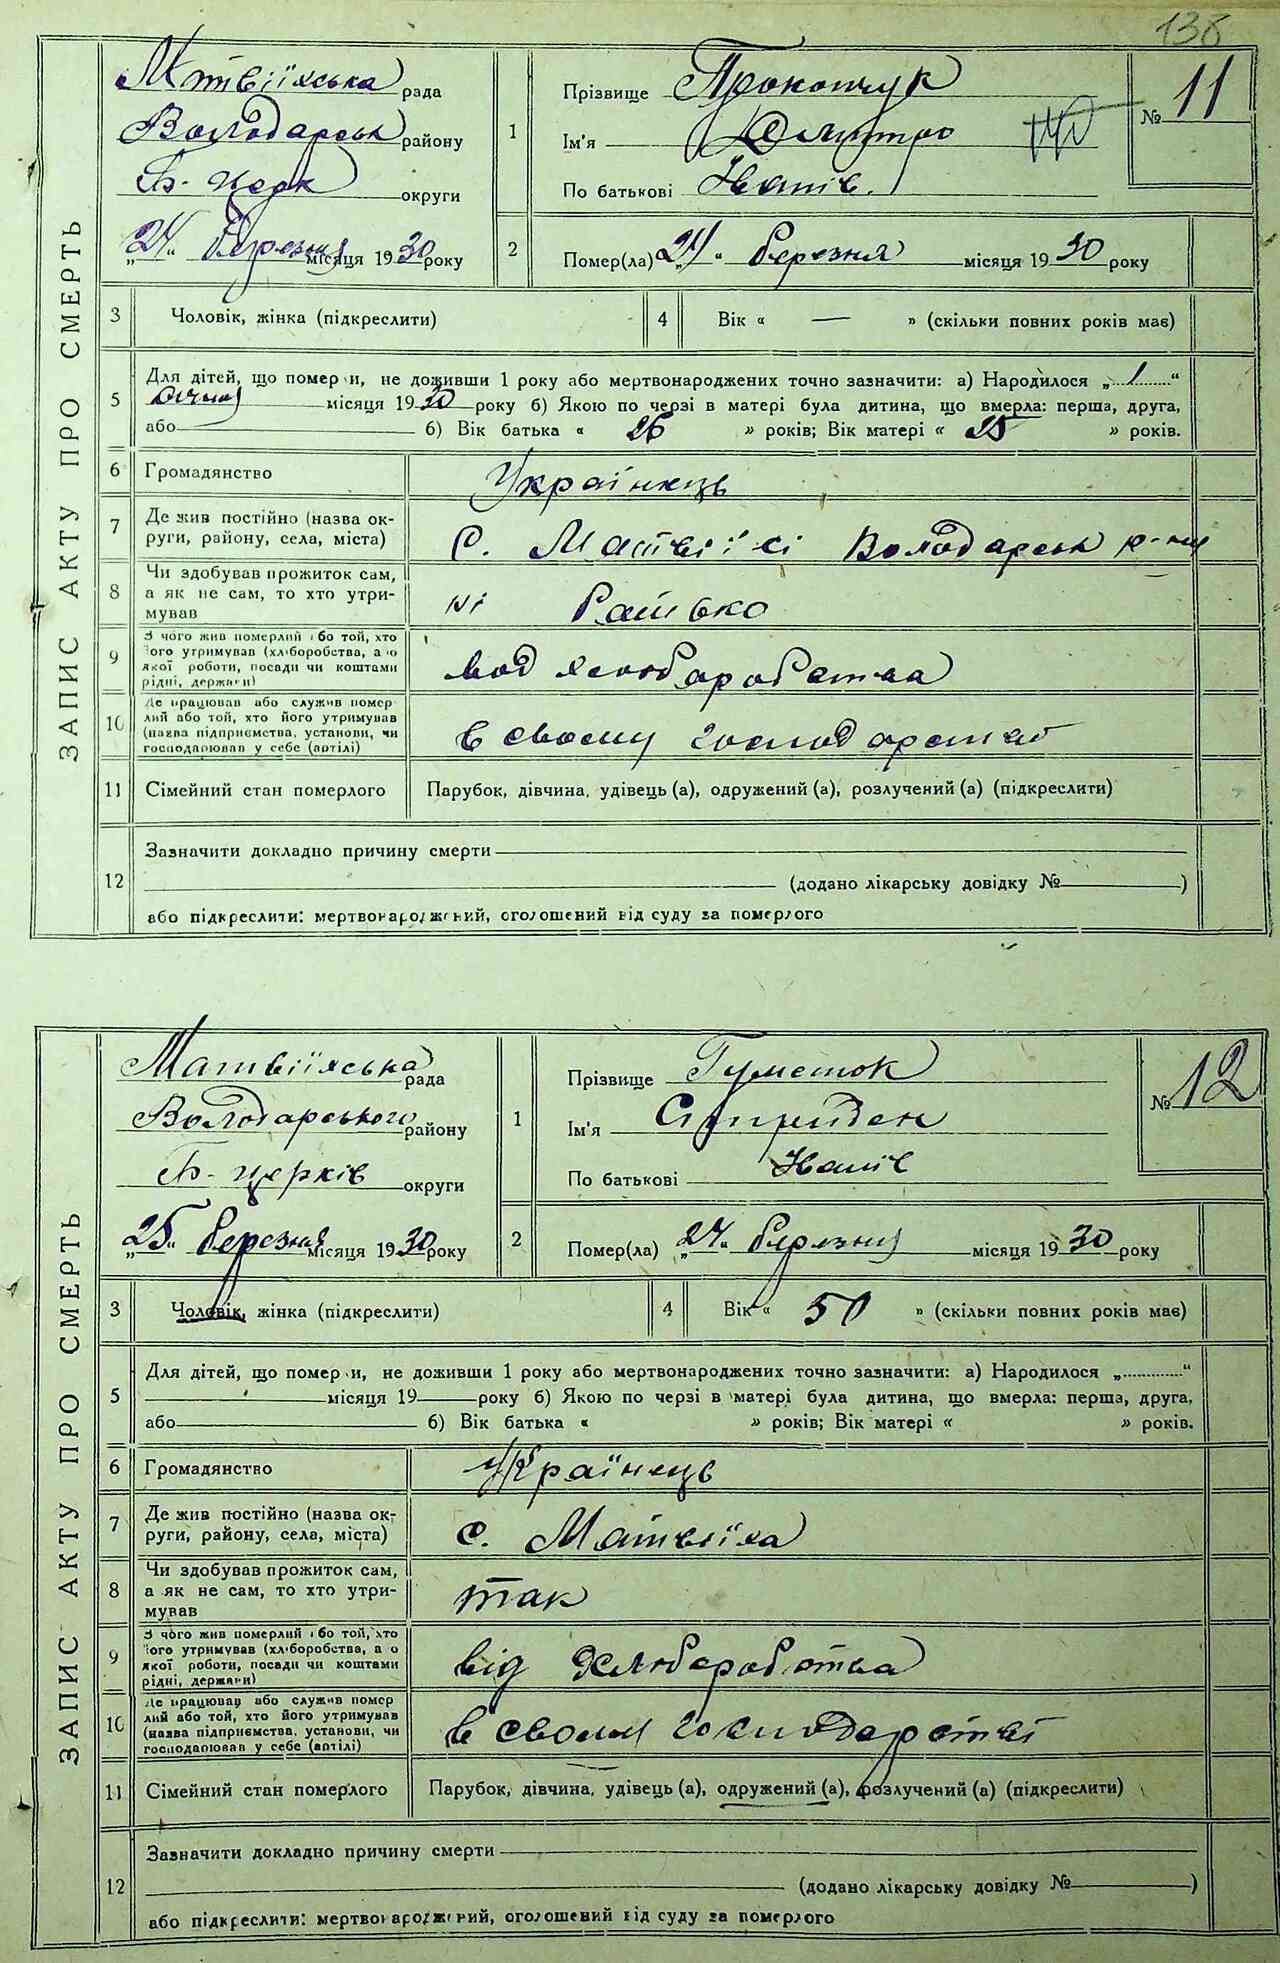 138
ЗАПИС АКТУ ПРО СМЕРТЬ
Матвіїхська рада
Володарськ району
Б-церк округи
„24“ березня місяця 1930 року
1
Прізвище Прокопчук
Ім'я Дмитро
По батькові Іванів.
№ 11
2
Помер(ла) „24“ березня місяця 1930 року
3 Чоловік, жінка (підкреслити)
4 Вік « — » (скільки повних років має)
5 Для дітей, що померли, не доживши 1 року або мертвонароджених точно зазначити: а) Народилося „1“
січня місяця 1930 року б) Якою по черзі в матері була дитина, що вмерла: перша, друга,
або б) Вік батька « 26 » років; Вік матері « 25 » років.
6 Громадянство Українець
7 Де жив постійно (назва округи, району, села, міста) С. Матвіїхі Володарськ р-ну
8 Чи здобував прожиток сам, а як не сам, то хто утримував ні батько
9 З чого жив померлий або той, хто його утримував (хліборобства, або якої роботи, посади чи коштами рідні, держави) від хлюборобства
10 Де працював або служив помер лий або той, хто його утримував (назва підприємства, установи, чи господарював у себе (артілі) в своему господарстві
11 Сімейний стан померлого Парубок, дівчина, удівець (а), одружений (а), розлучений (а) (підкреслити)
12 Зазначити докладно причину смерти
(додано лікарську довідку № )
або підкреслити: мертвонароджений, оголошений від суду за померлого
ЗАПИС АКТУ ПРО СМЕРТЬ
Матвіїхська рада
Володарського району
Б-церків округи
„25“ березня місяця 1930 року
1
Прізвище
Ім'я
По батькові Іванів
№ 12
2
Помер(ла) „24“ березня місяця 1930 року
3 Чоловік, жінка (підкреслити)
4 Вік « 50 » (скільки повних років має)
5 Для дітей, що померли, не доживши 1 року або мертвонароджених точно зазначити: а) Народилося „ “
місяця 19 року б) Якою по черзі в матері була дитина, що вмерла: перша, друга,
або б) Вік батька « » років; Вік матері « » років.
6 Громадянство Українець
7 Де жив постійно (назва округи, району, села, міста) с. Матвіїха
8 Чи здобував прожиток сам, а як не сам, то хто утримував так
9 З чого жив померлий або той, хто його утримував (хліборобства, або якої роботи, посади чи коштами рідні, держави) від хлюборобства
10 Де працював або служив помер лий або той, хто його утримував (назва підприємства, установи, чи господарював у себе (артілі) в своем господарстві
11 Сімейний стан померлого Парубок, дівчина, удівець (а), одружений (а), розлучений (а) (підкреслити)
12 Зазначити докладно причину смерти
(додано лікарську довідку № )
або підкреслити: мертвонароджений, оголошений від суду за померлого